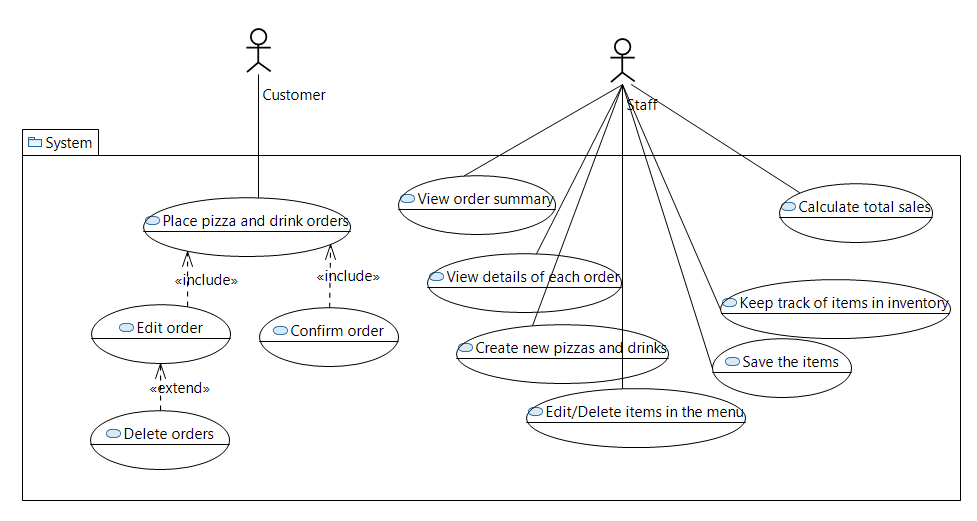 Customer
Staff
System
View order summary
Calculate total sales
Place pizza and drink orders
«include»
«include»
View details of each order
Keep track of items in inventory
Edit order
Confirm order
Create new pizzas and drinks
Save the items
«extend»
Edit/Delete items in the menu
Delete orders